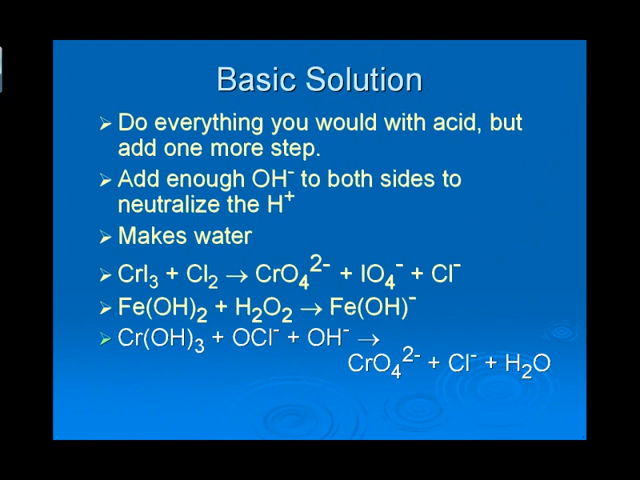 Basic Solution
➢ Do everything you would with acid, but
add one more step.
➢ Add enough OH⁻ to both sides to
neutralize the H⁺
➢ Makes water
➢ CrI₃ + Cl₂ → CrO₄²⁻ + IO₄⁻ + Cl⁻
➢ Fe(OH)₂ + H₂O₂ → Fe(OH)⁻
➢ Cr(OH)₃ + OCl⁻ + OH⁻ →
CrO₄²⁻ + Cl⁻ + H₂O